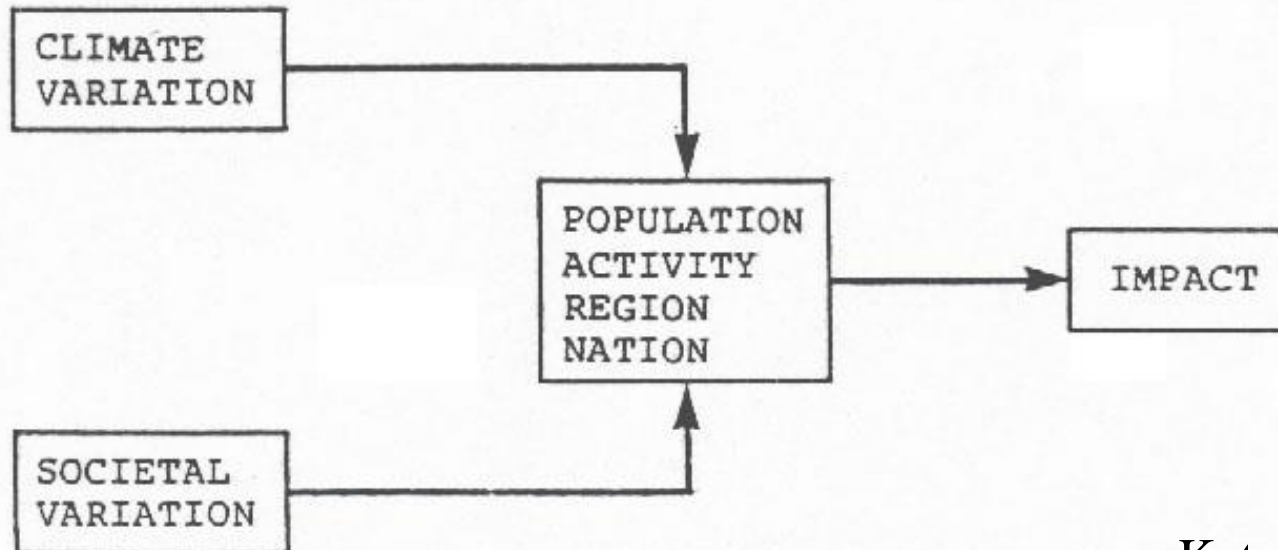 CLIMATE
VARIATION
POPULATION
ACTIVITY
REGION
NATION
IMPACT
SOCIETAL
VARIATION